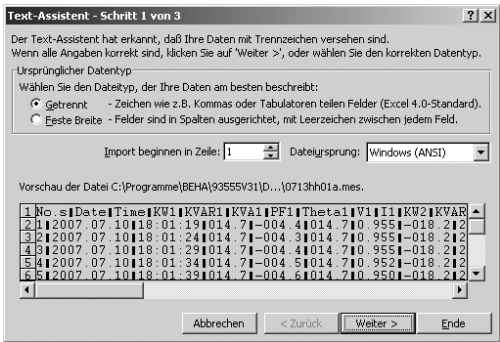 Text-Assistent - Schritt 1 von 3
Der Text-Assistent hat erkannt, daß Ihre Daten mit Trennzeichen versehen sind.
Wenn alle Angaben korrekt sind, klicken Sie auf 'Weiter >', oder wählen Sie den korrekten Datentyp.
Ursprünglicher Datentyp
Wählen Sie den Dateityp, der Ihre Daten am besten beschreibt:
Getrennt - Zeichen wie z.B. Kommas oder Tabulatoren teilen Felder (Excel 4.0-Standard).
Feste Breite - Felder sind in Spalten ausgerichtet, mit Leerzeichen zwischen jedem Feld.
Import beginnen in Zeile: 1 Dateiursprung: Windows (ANSI)
Vorschau der Datei C:\Programme\BEHA\93555V31\D...\0713hh01a.mes.
1 No.s Date Time KW1 KVAR1 KVA1 PF1 Theta1 V1 I1 KW2 KVAR
2 1 2007.07.10 18:01:19 014.7 -004.4 014.7 0.955 -018.2 2
3 2 2007.07.10 18:01:24 014.7 -004.3 014.7 0.955 -018.2 2
4 3 2007.07.10 18:01:29 014.7 -004.4 014.7 0.955 -018.2 2
5 4 2007.07.10 18:01:34 014.7 -004.5 014.7 0.952 -018.2 2
6 5 2007.07.10 18:01:39 014.7 -004.6 014.7 0.950 -018.2 2
Abbrechen < Zurück Weiter > Ende